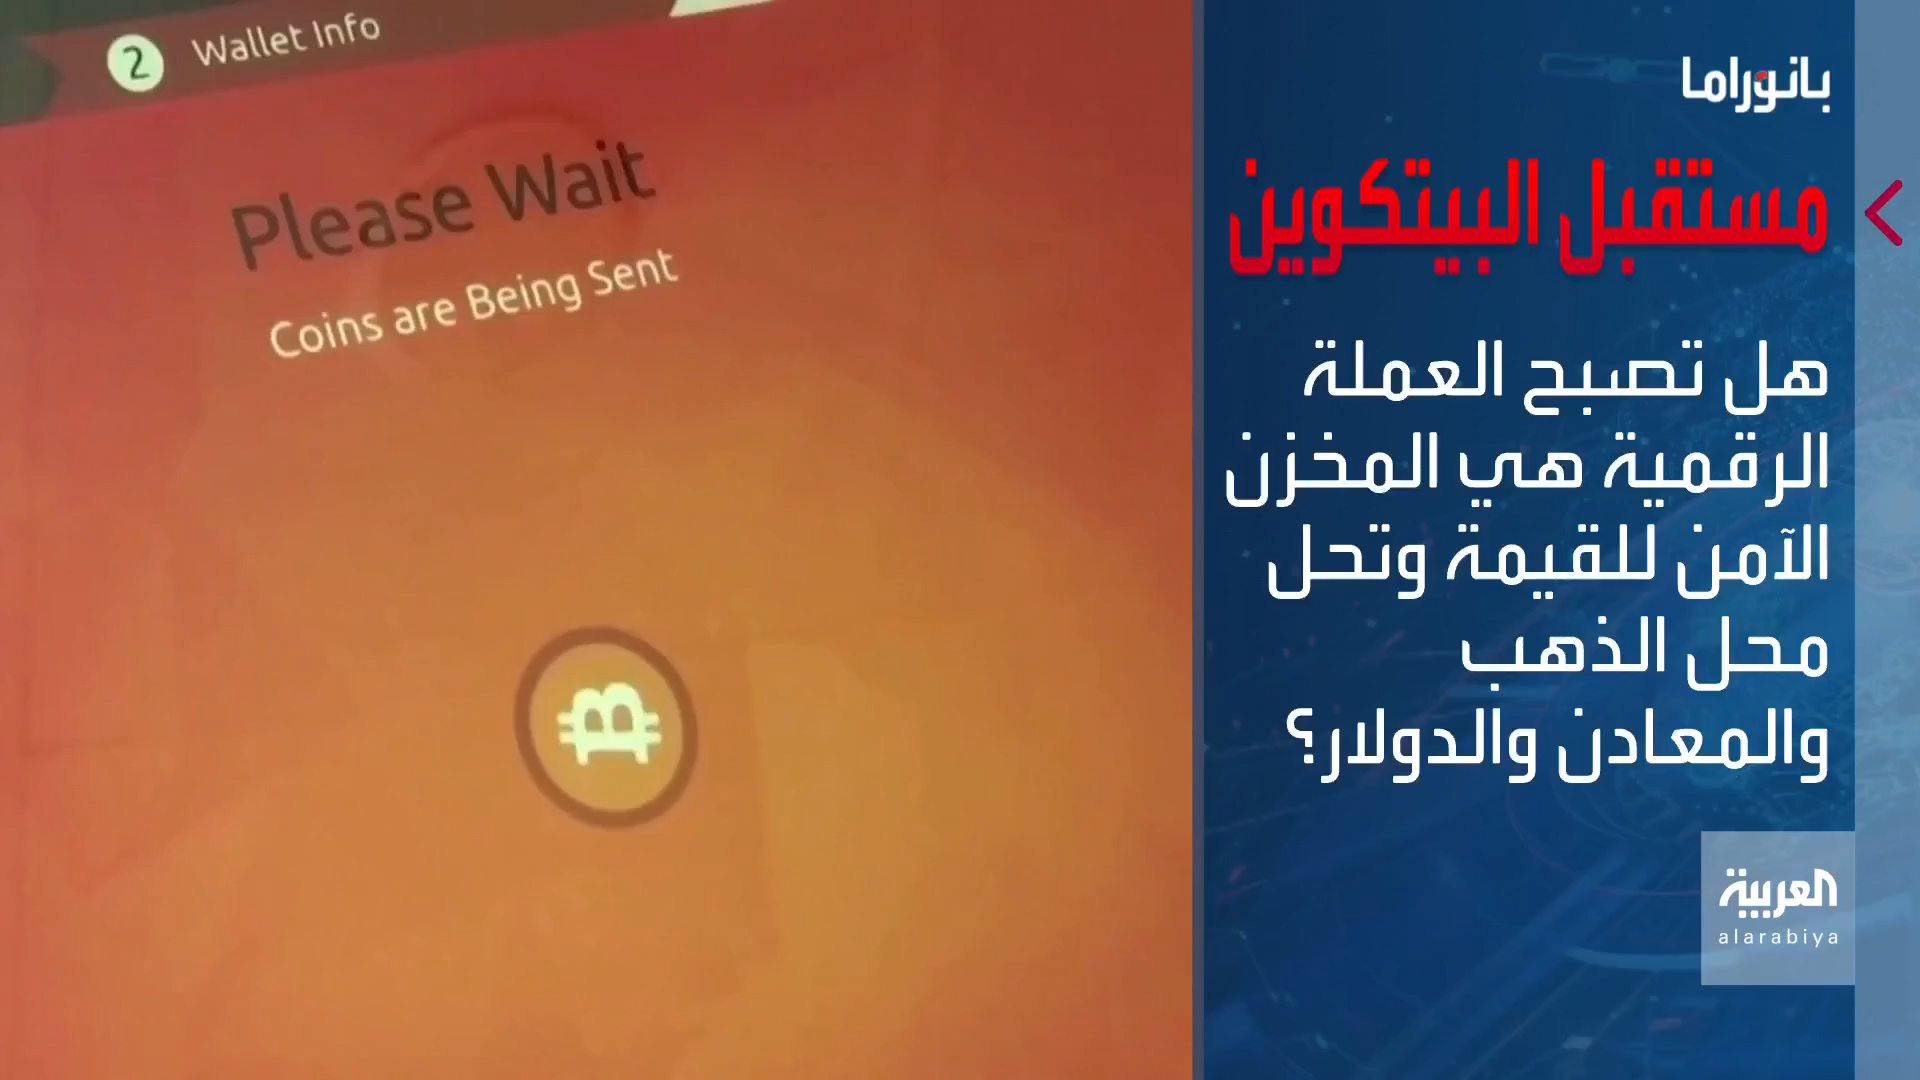 2 Wallet Info
Please Wait
Coins are Being Sent
بانوراما
مستقبل البيتكوين
هل تصبح العملة
الرقمية هي المخزن
الآمن للقيمة وتحل
محل الذهب
والمعادن والدولار؟
العربية
alarabiya